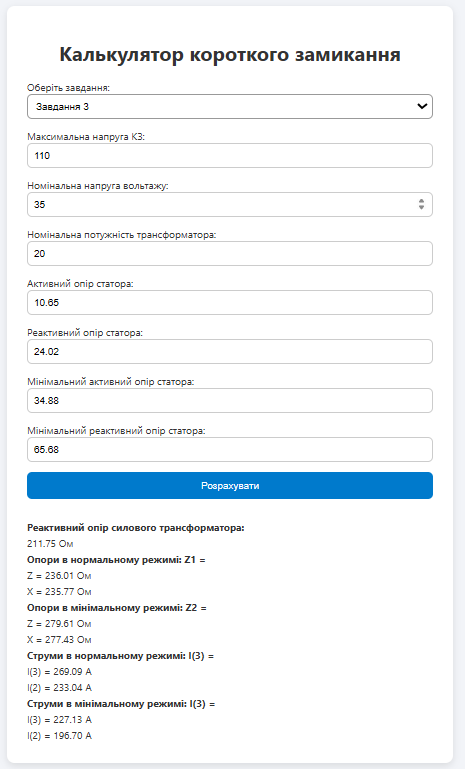 Калькулятор короткого замикання
Оберіть завдання:
Завдання 3
Максимальна напруга КЗ:
110
Номінальна напруга вольтажу:
35
Номінальна потужність трансформатора:
20
Активний опір статора:
10.65
Реактивний опір статора:
24.02
Мінімальний активний опір статора:
34.88
Мінімальний реактивний опір статора:
65.68
Розрахувати
Реактивний опір силового трансформатора:
211.75 Ом
Опори в нормальному режимі: Z1 =
Z = 236.01 Ом
X = 235.77 Ом
Опори в мінімальному режимі: Z2 =
Z = 279.61 Ом
X = 277.43 Ом
Струми в нормальному режимі: I(3) =
I(3) = 269.09 А
I(2) = 233.04 А
Струми в мінімальному режимі: I(3) =
I(3) = 227.13 А
I(2) = 196.70 А